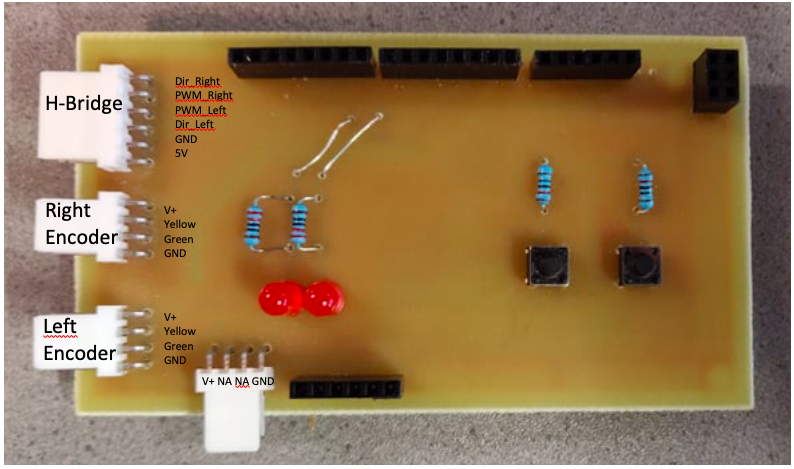 H-Bridge
Dir_Right
PWM_Right
PWM_Left
Dir_Left
GND
5V
Right
Encoder
V+
Yellow
Green
GND
Left
Encoder
V+
Yellow
Green
GND
V+ NA NA GND